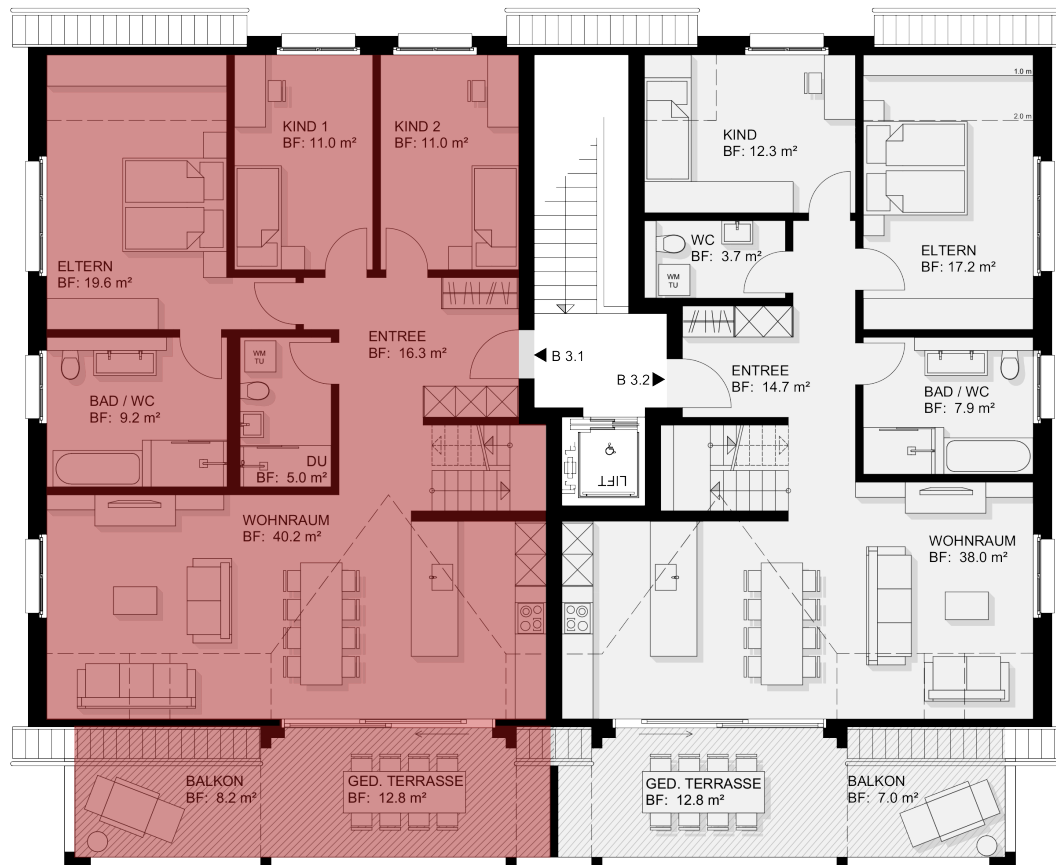 1.0 m
2.0 m
KIND 1
BF: 11.0 m²
KIND 2
BF: 11.0 m²
KIND
BF: 12.3 m²
WC
BF: 3.7 m²
WM
TU
ELTERN
BF: 17.2 m²
ELTERN
BF: 19.6 m²
ENTREE
BF: 16.3 m²
WM
TU
B 3.1
B 3.2
ENTREE
BF: 14.7 m²
BAD / WC
BF: 9.2 m²
BAD / WC
BF: 7.9 m²
DU
BF: 5.0 m²
LIFT
WOHNRAUM
BF: 40.2 m²
WOHNRAUM
BF: 38.0 m²
BALKON
BF: 8.2 m²
GED. TERRASSE
BF: 12.8 m²
GED. TERRASSE
BF: 12.8 m²
BALKON
BF: 7.0 m²